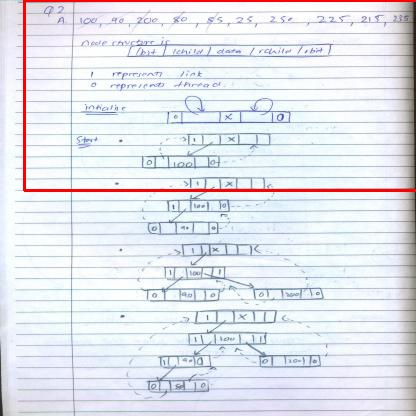 Q2
A. 100, 90, 200, 80, 85, 25, 250, 225, 215, 235
Node structure is
| lbit | lchild | data | rchild | rbit |
1 represents link
0 represents thread
initialize
0 | | X | | 0
Start
1 | | X | |
0 | | 100 | | 0
1 | | X | |
1 | | 100 | | 0
0 | | 90 | | 0
1 | | X | |
1 | | 100 | | 1
0 | | 90 | | 0
0 | | 200 | | 0
1 | | X | |
1 | | 100 | | 1
1 | | 90 | | 0
0 | | 200 | | 0
0 | | 80 | | 0